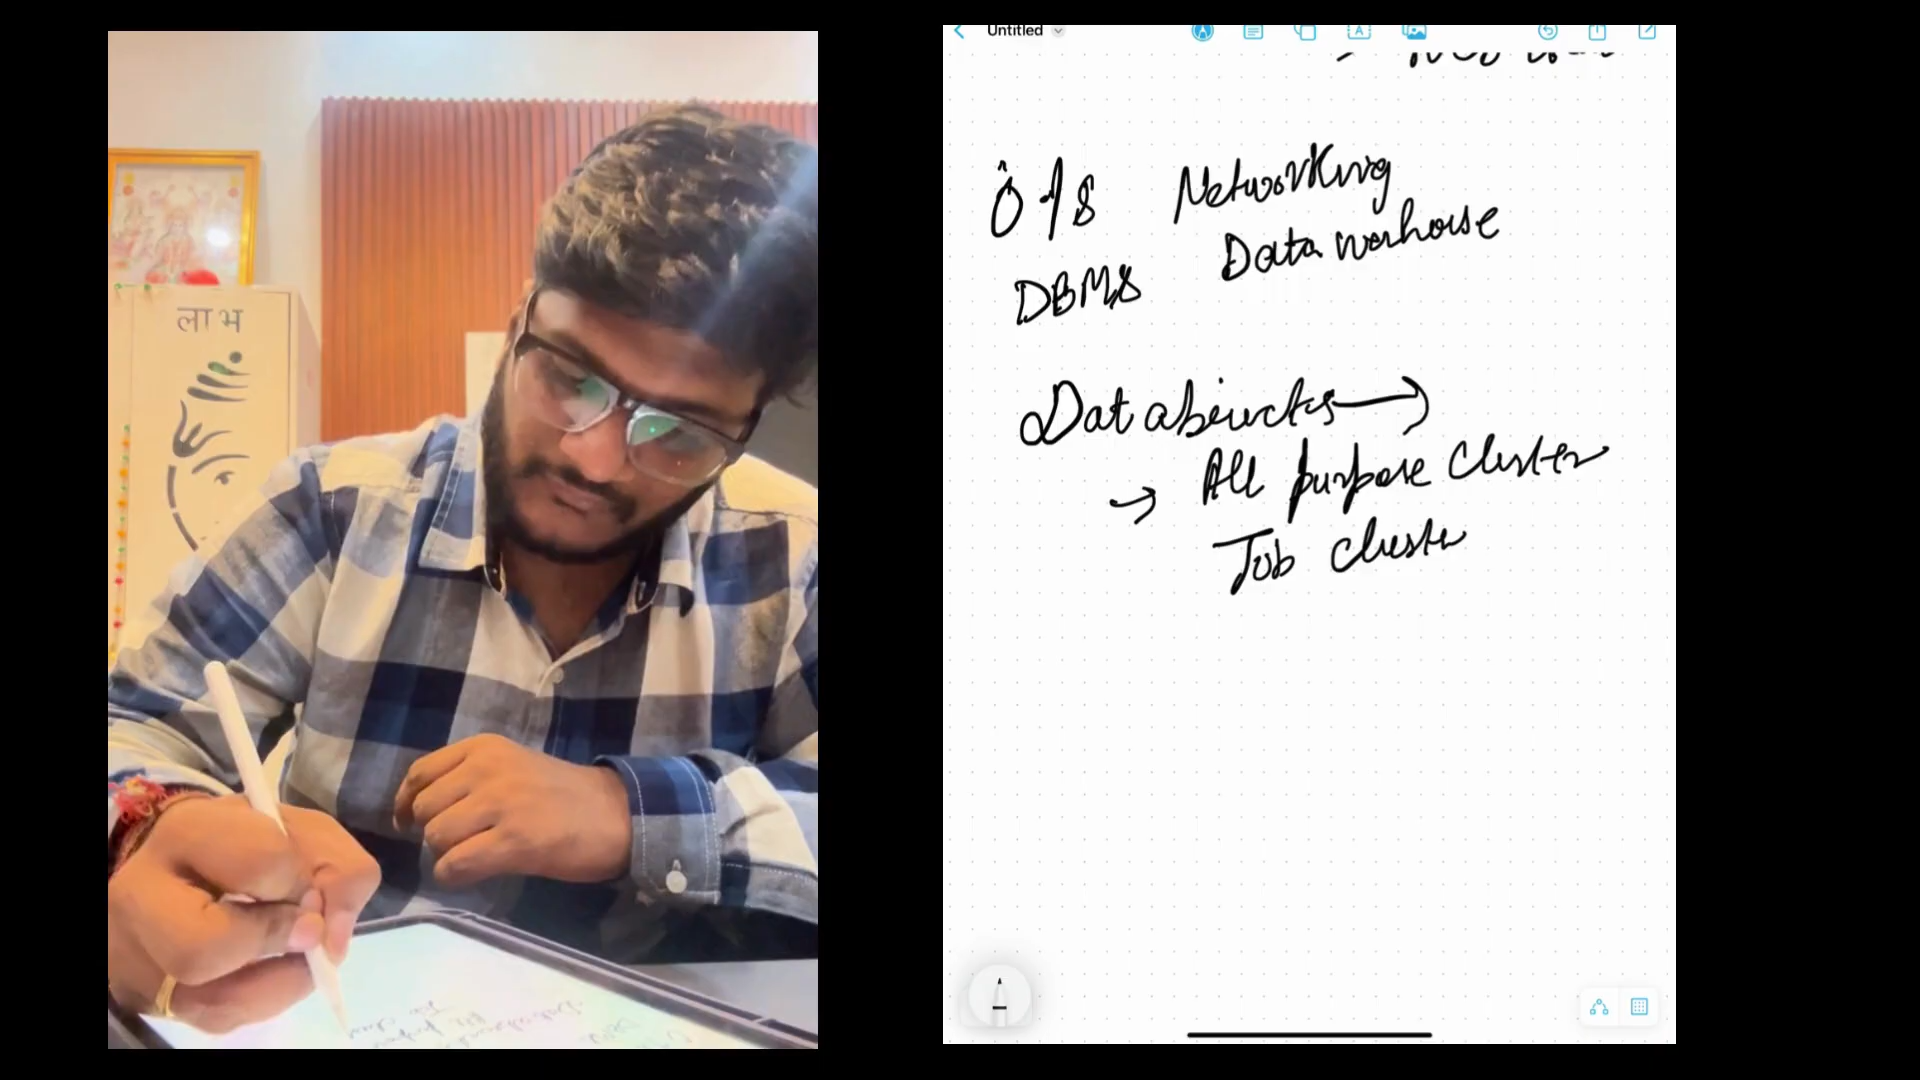 लाभ
Untitled
O/S Networking
DBMS Data warhouse
Databricks →
→ All purpose Cluster
Job cluster